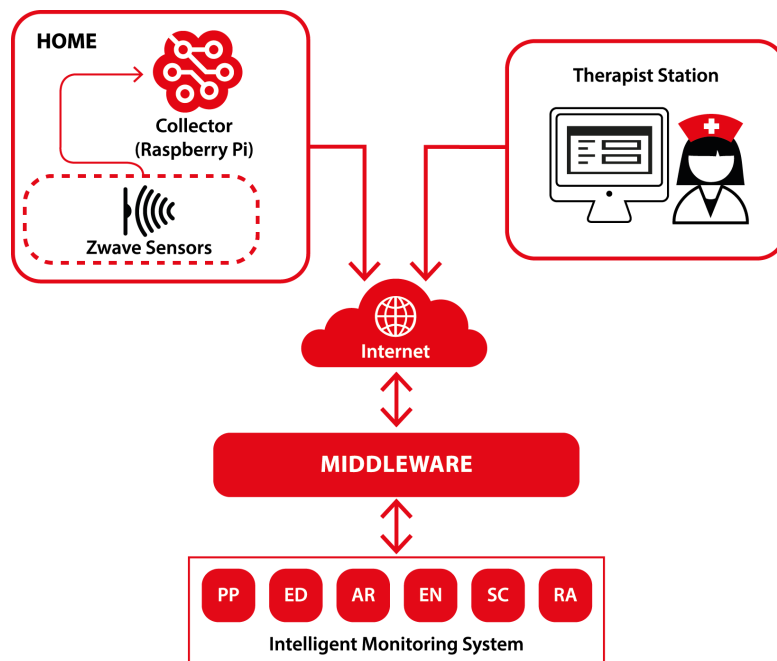 HOME
Collector
(Raspberry Pi)
Zwave Sensors
Therapist Station
Internet
MIDDLEWARE
PP ED AR EN SC RA
Intelligent Monitoring System